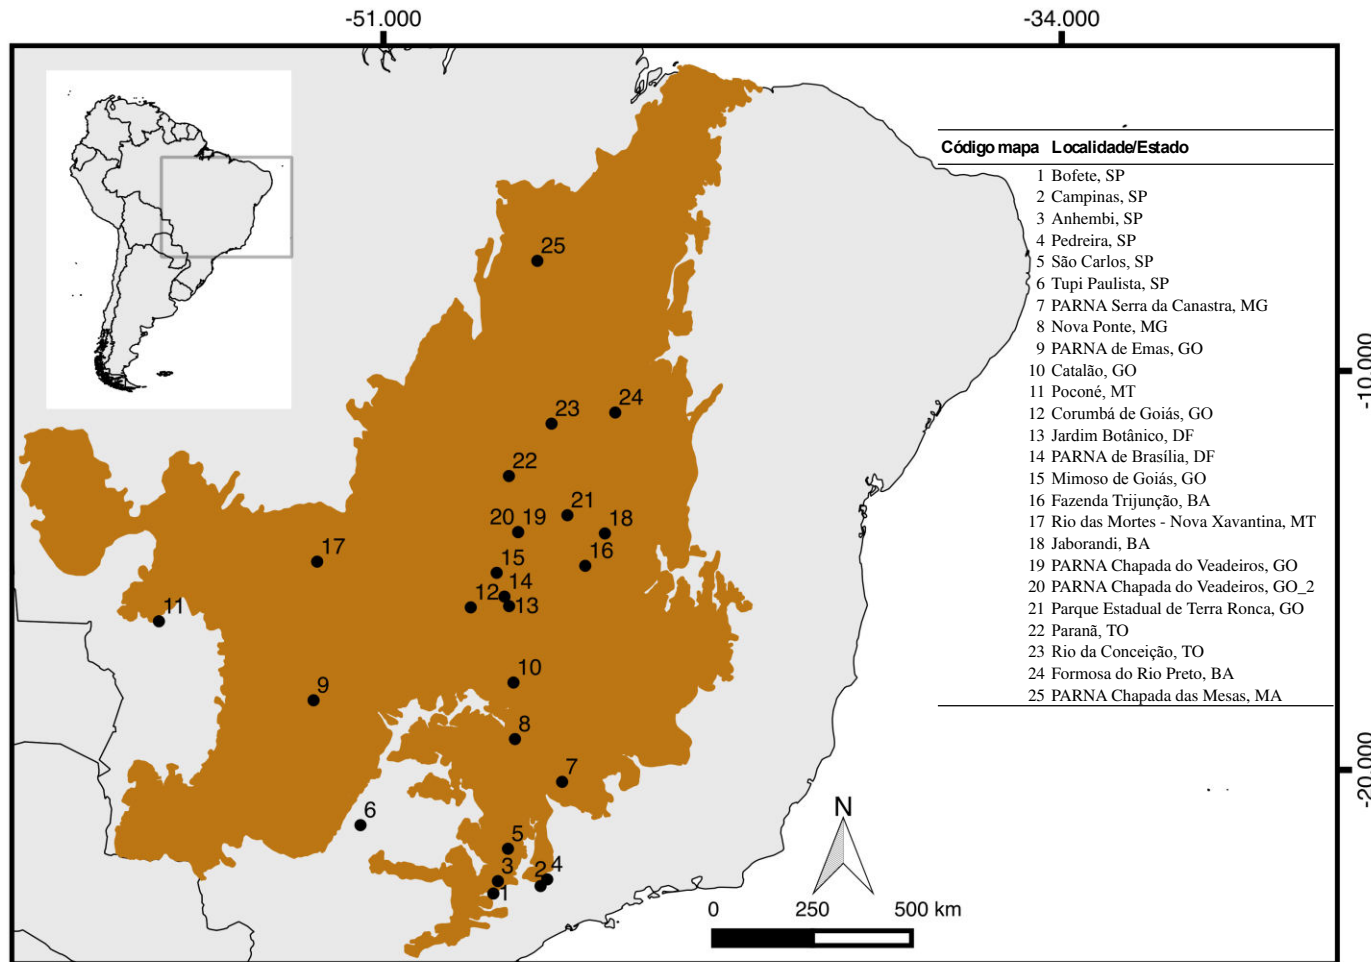 -51.000
-34.000
Código mapa Localidade/Estado
1 Bofete, SP
2 Campinas, SP
3 Anhembi, SP
4 Pedreira, SP
5 São Carlos, SP
6 Tupi Paulista, SP
7 PARNA Serra da Canastra, MG
8 Nova Ponte, MG
9 PARNA de Emas, GO
10 Catalão, GO
11 Poconé, MT
12 Corumbá de Goiás, GO
13 Jardim Botânico, DF
14 PARNA de Brasília, DF
15 Mimoso de Goiás, GO
16 Fazenda Trijunção, BA
17 Rio das Mortes - Nova Xavantina, MT
18 Jaborandi, BA
19 PARNA Chapada do Veadeiros, GO
20 PARNA Chapada do Veadeiros, GO_2
21 Parque Estadual de Terra Ronca, GO
22 Paranã, TO
23 Rio da Conceição, TO
24 Formosa do Rio Preto, BA
25 PARNA Chapada das Mesas, MA
-10.000
-20.000
25
24
23
22
21
20 19
18
17
16
15
14
12
13
11
10
9
8
7
6
5
4
3
2
1
N
0 250 500 km